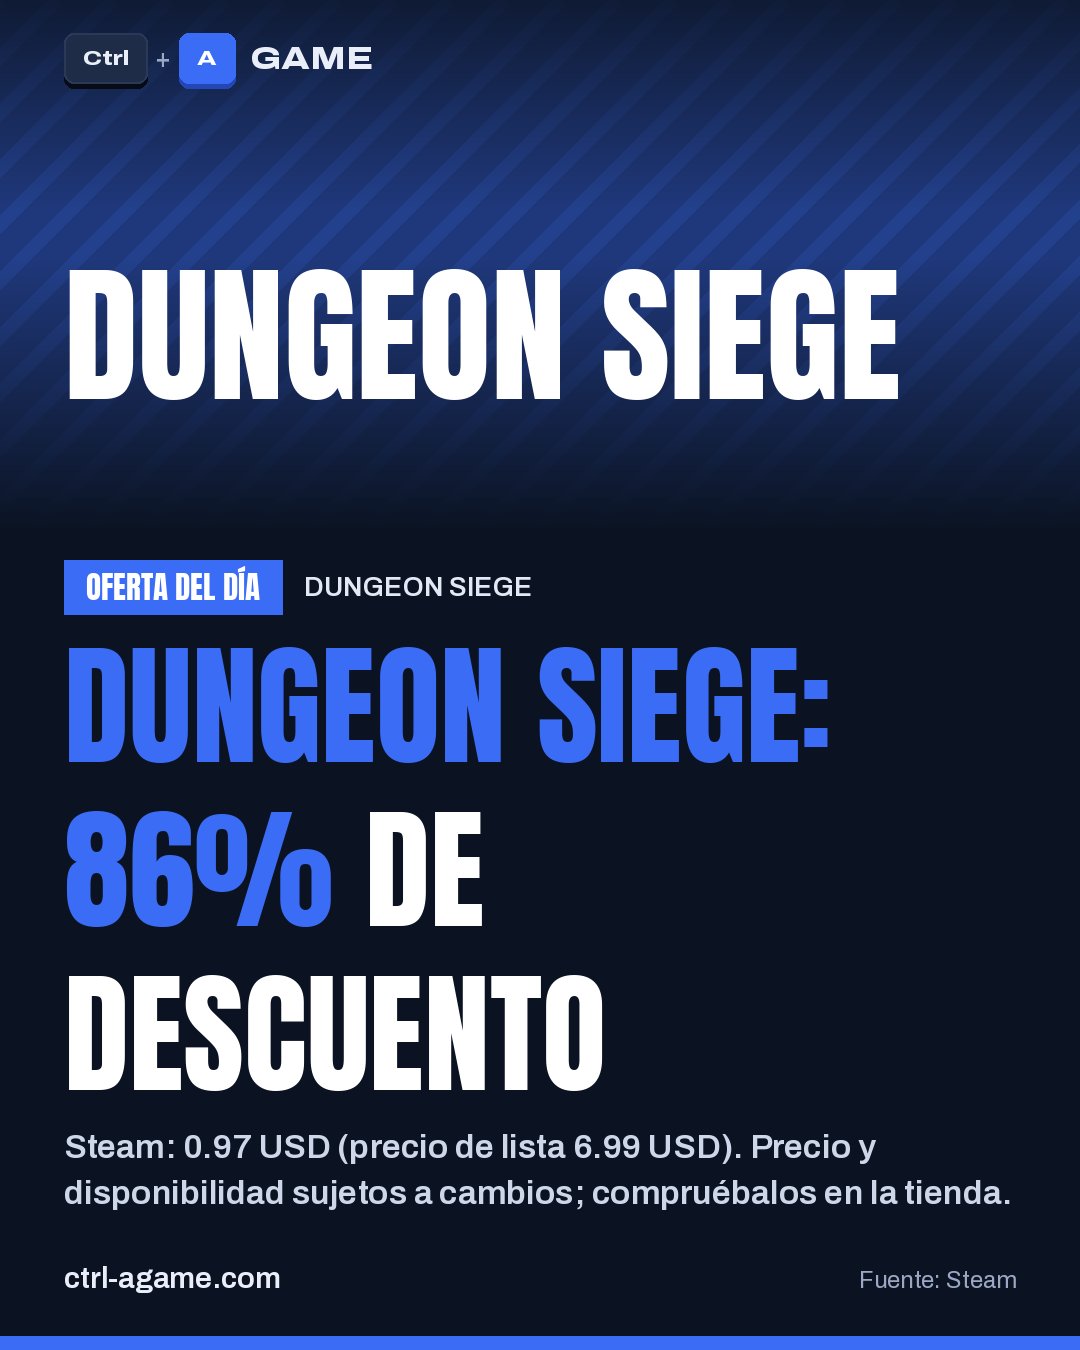 Ctrl + A GAME
DUNGEON SIEGE
OFERTA DEL DÍA DUNGEON SIEGE
DUNGEON SIEGE:
86% DE
DESCUENTO
Steam: 0.97 USD (precio de lista 6.99 USD). Precio y
disponibilidad sujetos a cambios; compruébalos en la tienda.
ctrl-agame.com Fuente: Steam